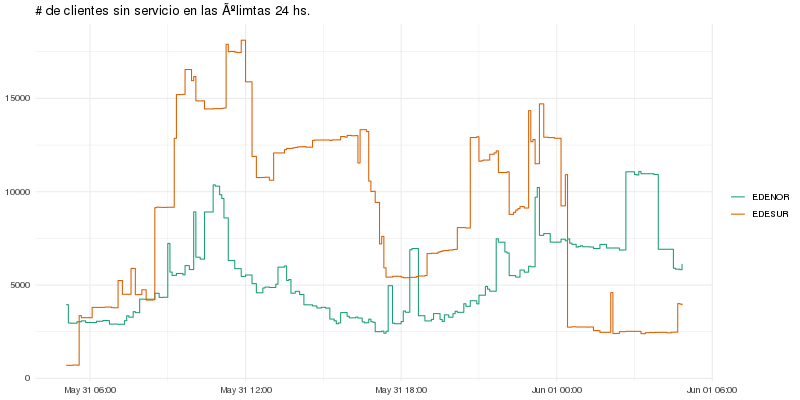 # de clientes sin servicio en las Ãºlimtas 24 hs.
15000
10000
5000
0
May 31 06:00
May 31 12:00
May 31 18:00
Jun 01 00:00
Jun 01 06:00
EDENOR
EDESUR